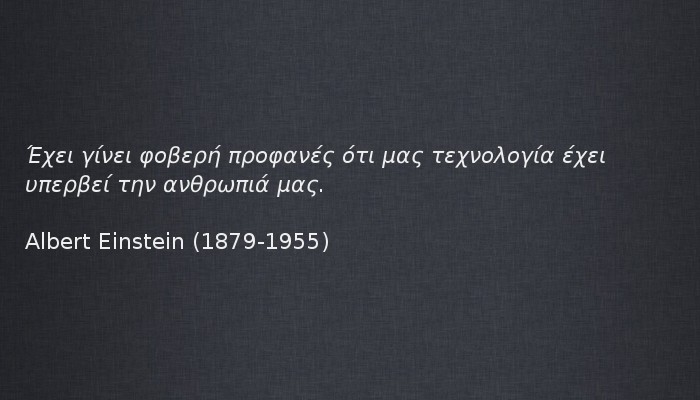 Έχει γίνει φοβερή προφανές ότι μας τεχνολογία έχει
υπερβεί την ανθρωπιά μας.
Albert Einstein (1879-1955)